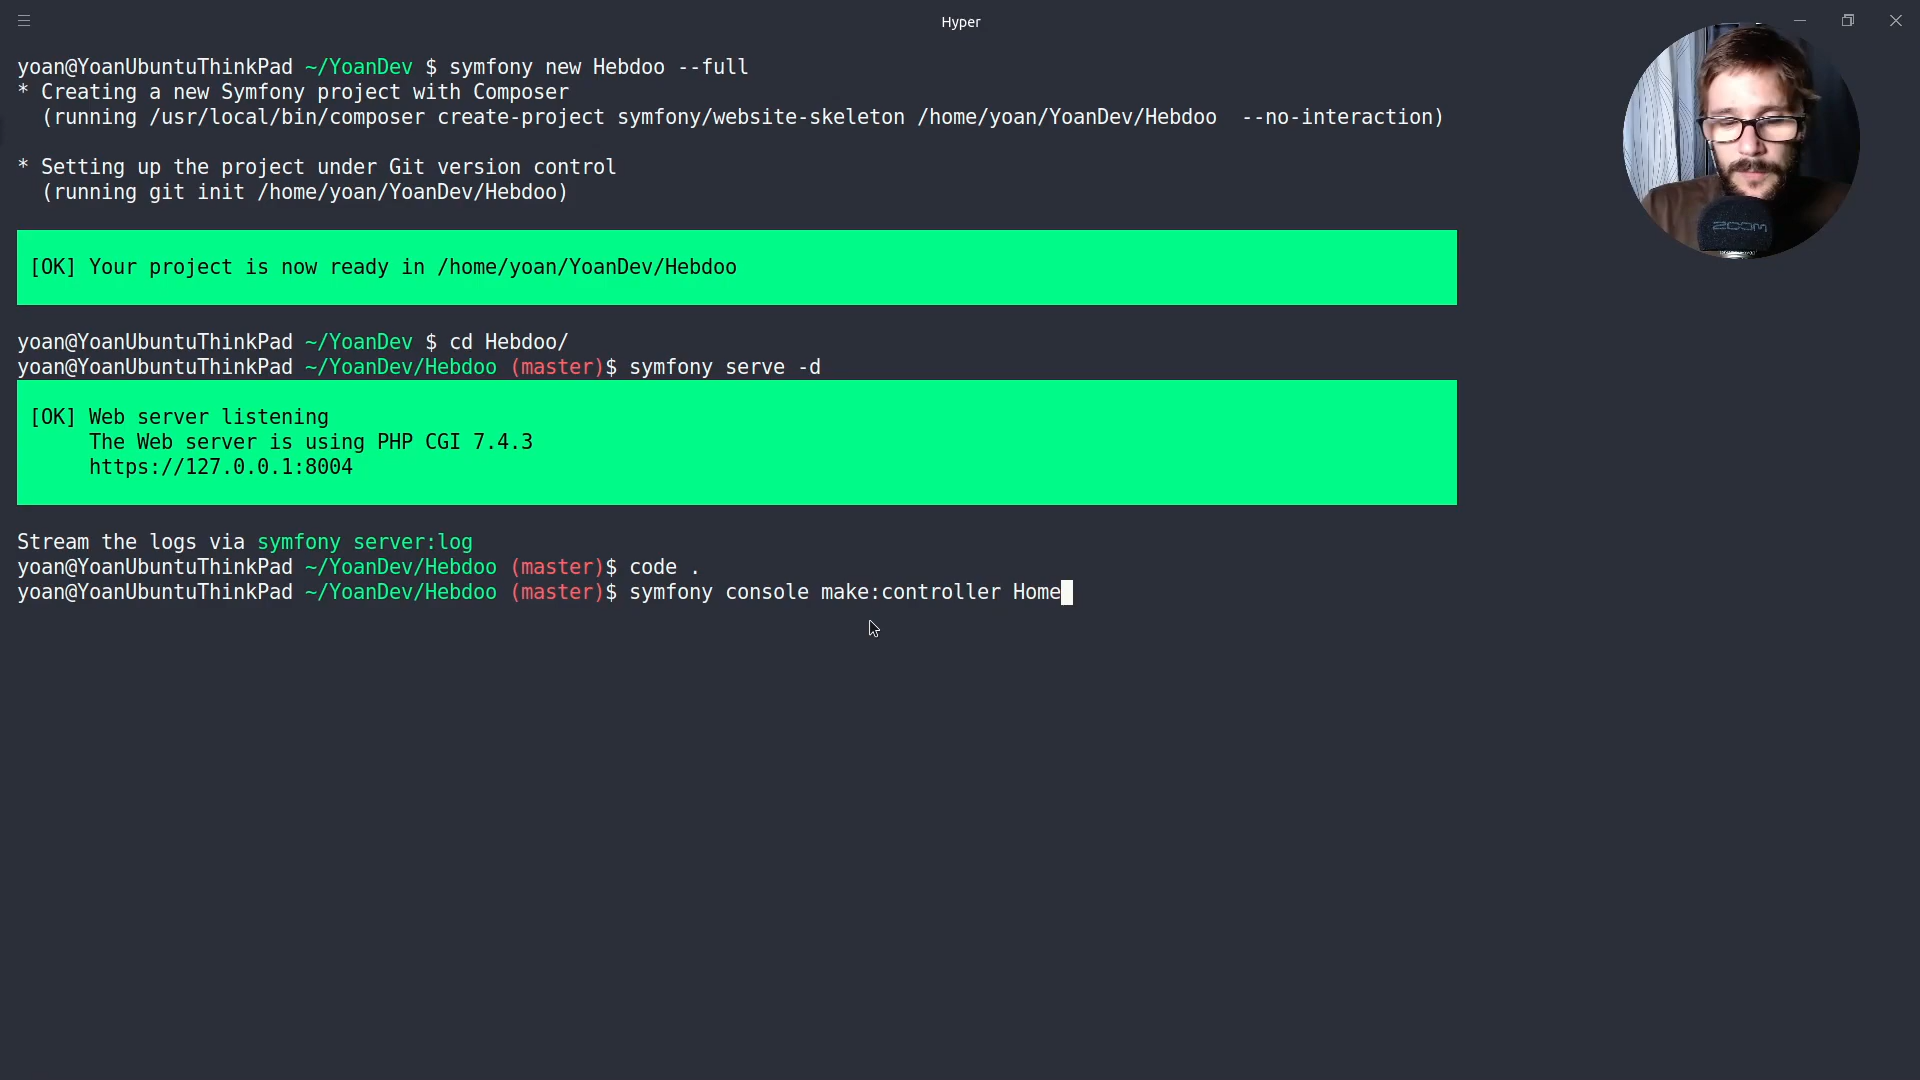 Hyper
yoan@YoanUbuntuThinkPad ~/YoanDev $ symfony new Hebdoo --full
* Creating a new Symfony project with Composer
(running /usr/local/bin/composer create-project symfony/website-skeleton /home/yoan/YoanDev/Hebdoo  --no-interaction)
* Setting up the project under Git version control
(running git init /home/yoan/YoanDev/Hebdoo)
[OK] Your project is now ready in /home/yoan/YoanDev/Hebdoo
yoan@YoanUbuntuThinkPad ~/YoanDev $ cd Hebdoo/
yoan@YoanUbuntuThinkPad ~/YoanDev/Hebdoo (master)$ symfony serve -d
[OK] Web server listening
The Web server is using PHP CGI 7.4.3
https://127.0.0.1:8004
Stream the logs via symfony server:log
yoan@YoanUbuntuThinkPad ~/YoanDev/Hebdoo (master)$ code .
yoan@YoanUbuntuThinkPad ~/YoanDev/Hebdoo (master)$ symfony console make:controller Home
ZOOM